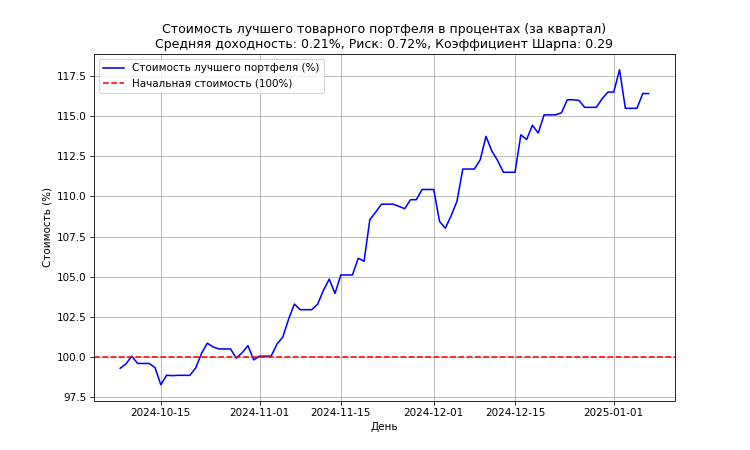 Стоимость лучшего товарного портфеля в процентах (за квартал)
Средняя доходность: 0.21%, Риск: 0.72%, Коэффициент Шарпа: 0.29
Стоимость лучшего портфеля (%)
Начальная стоимость (100%)
Стоимость (%)
117.5
115.0
112.5
110.0
107.5
105.0
102.5
100.0
97.5
2024-10-15
2024-11-01
2024-11-15
2024-12-01
2024-12-15
2025-01-01
День